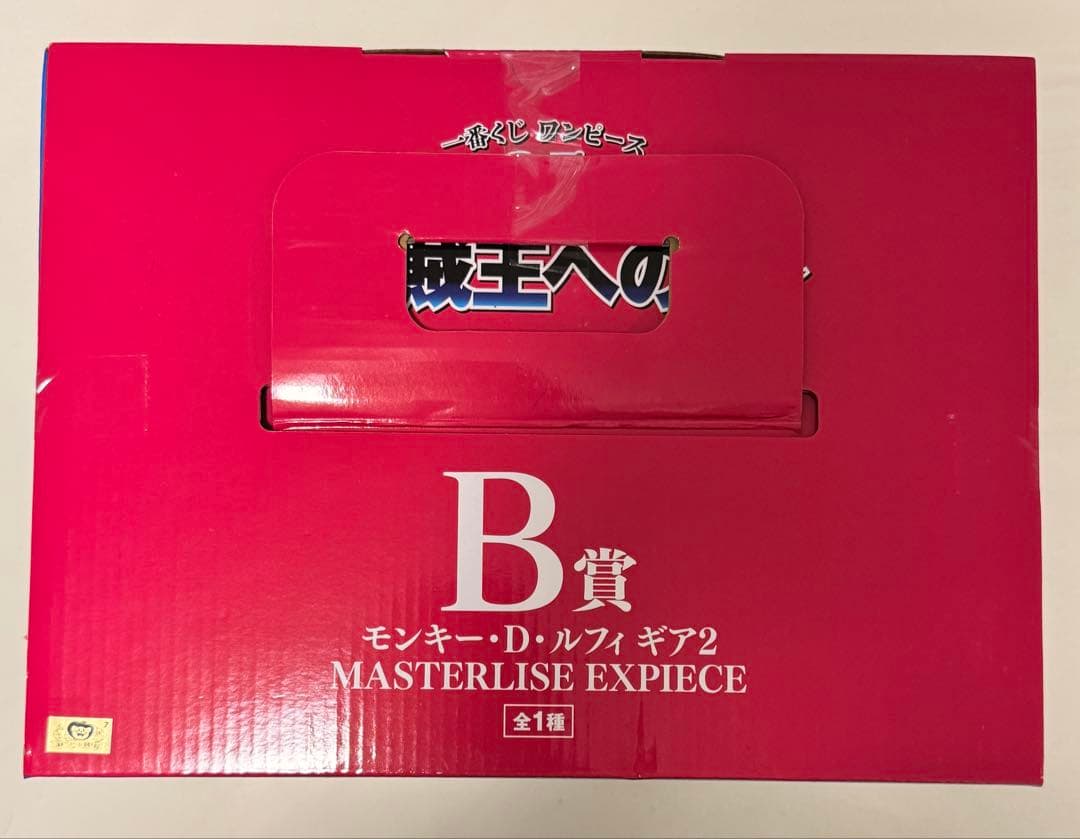 一番くじ ワンピース
賊王への
B賞
モンキー・D・ルフィ ギア2
MASTERLISE EXPIECE
全1種